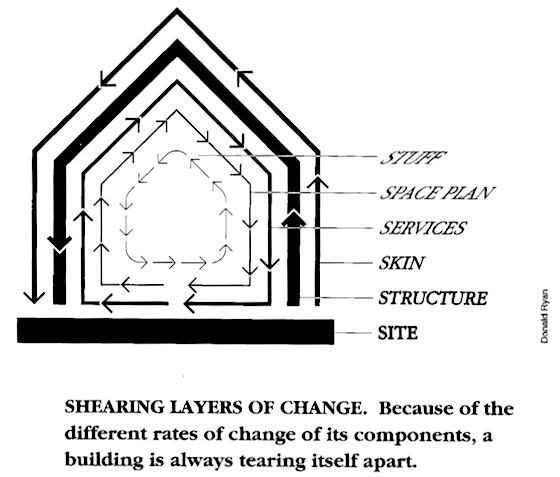 STUFF
SPACE PLAN
SERVICES
SKIN
STRUCTURE
SITE
Donald Ryan
SHEARING LAYERS OF CHANGE. Because of the
different rates of change of its components, a
building is always tearing itself apart.